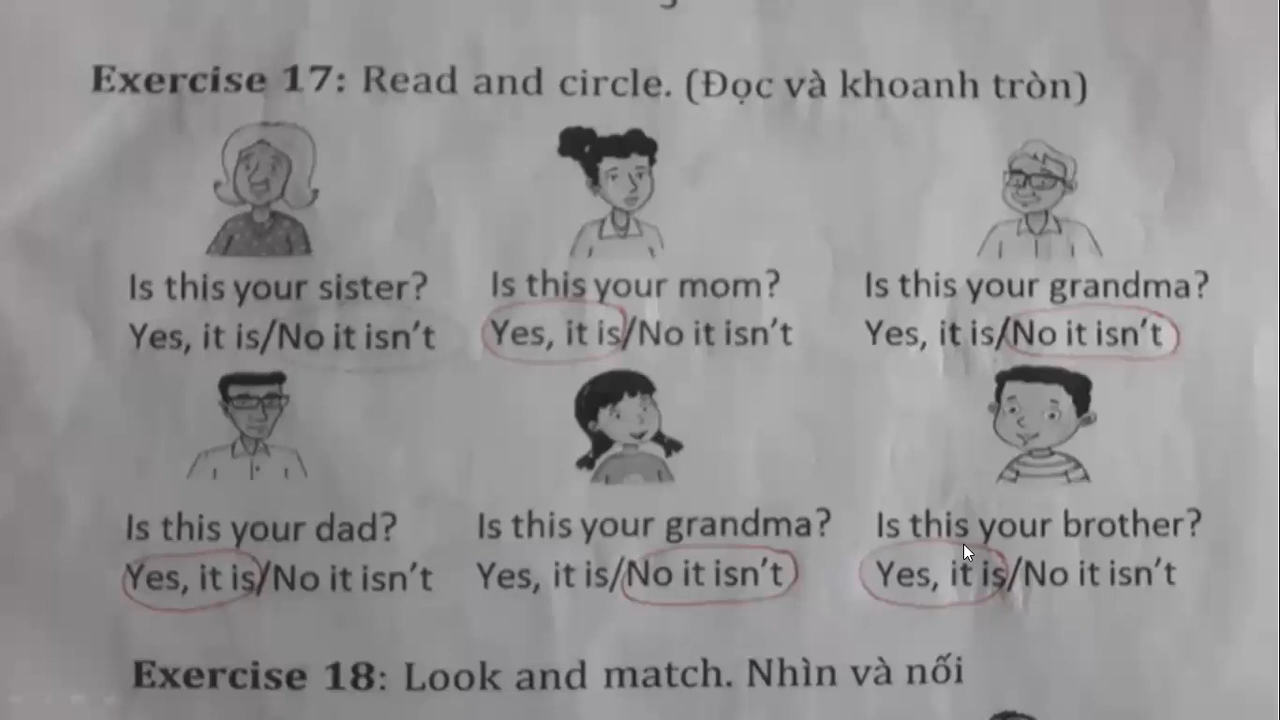 Exercise 17: Read and circle. (Đọc và khoanh tròn)
Is this your sister? Is this your mom? Is this your grandma?
Yes, it is/No it isn't Yes, it is/No it isn't Yes, it is/No it isn't
Is this your dad? Is this your grandma? Is this your brother?
Yes, it is/No it isn't Yes, it is/No it isn't Yes, it is/No it isn't
Exercise 18: Look and match. Nhìn và nối